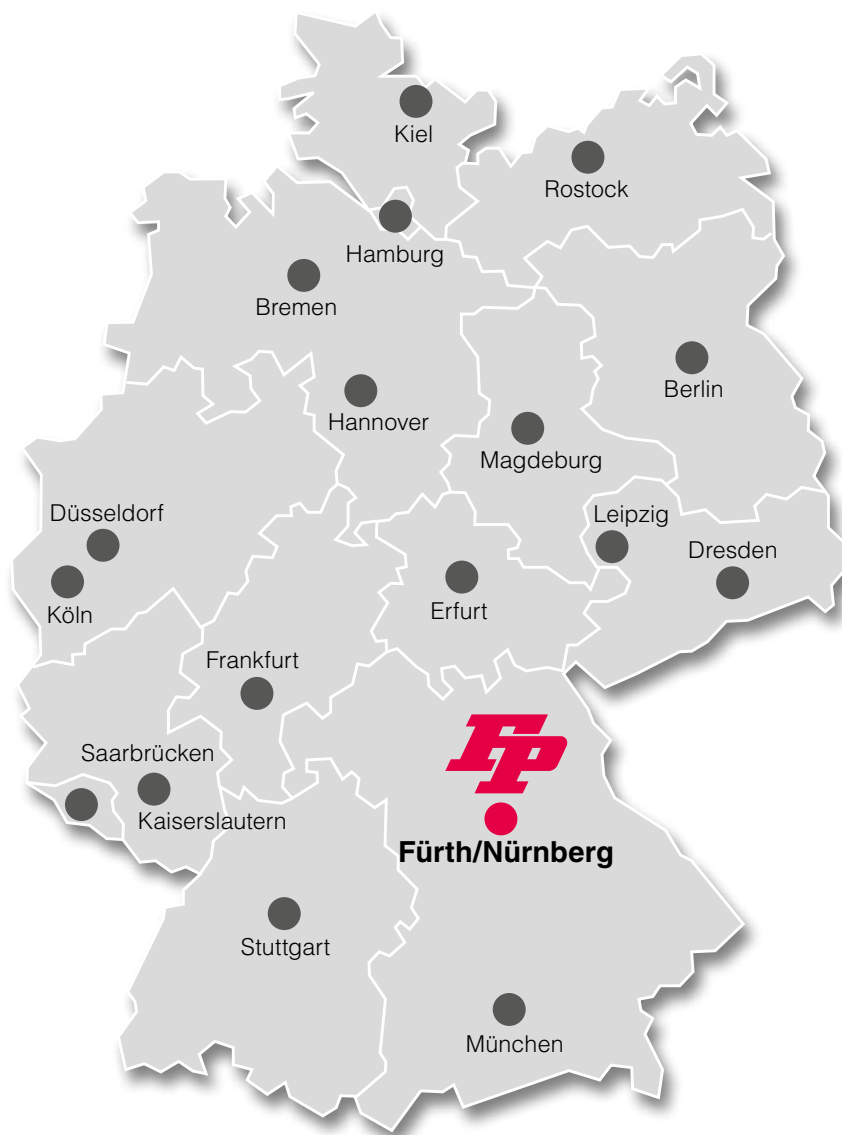 Kiel
Rostock
Hamburg
Bremen
Berlin
Hannover
Magdeburg
Düsseldorf
Leipzig
Dresden
Köln
Erfurt
Frankfurt
FP
Saarbrücken
Kaiserslautern
Fürth/Nürnberg
Stuttgart
München